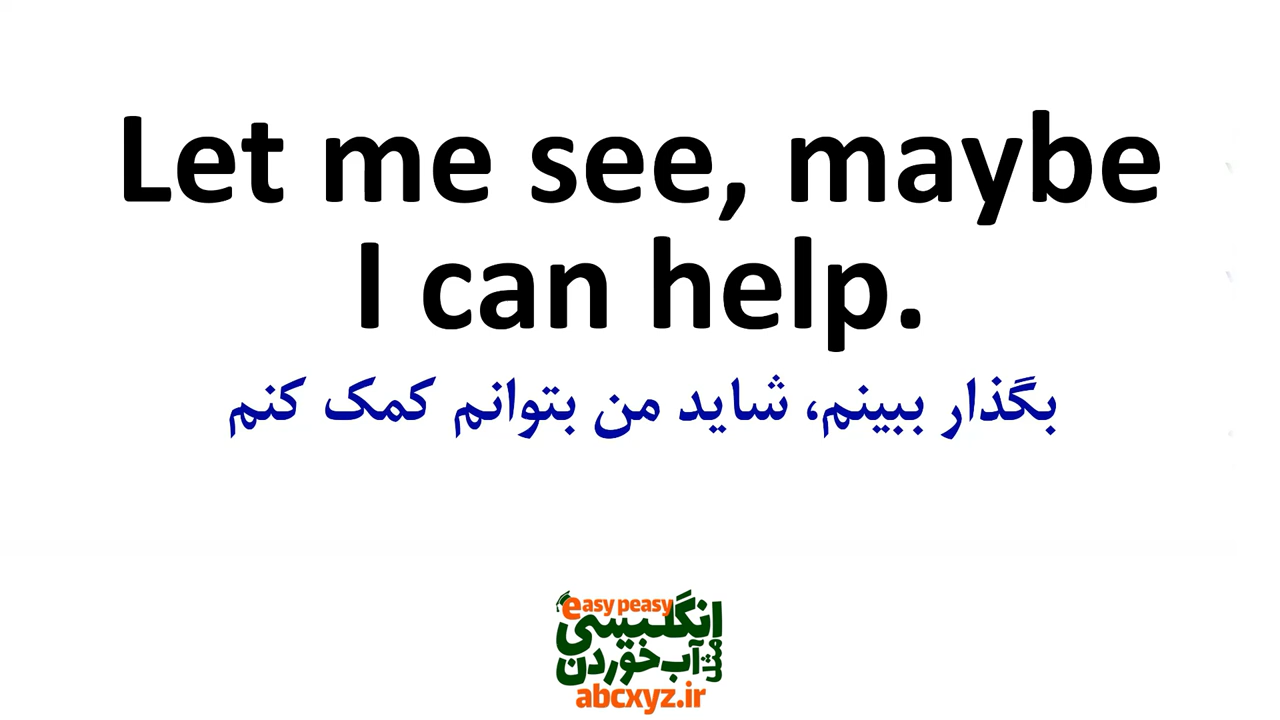 Let me see, maybe
I can help.
بگذار ببینم، شاید من بتوانم کمک کنم
easy peasy
انگلیسی
مثل آب خوردن
abcxyz.ir